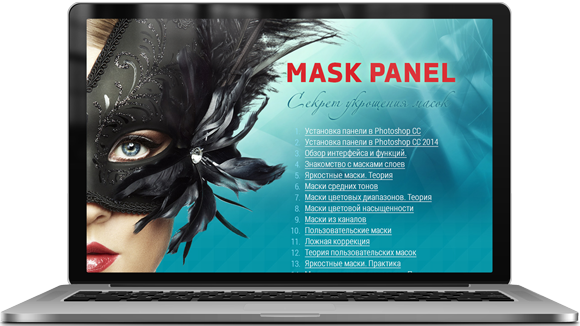 MASK PANEL
Секрет укрощения масок
1. Установка панели в Photoshop CC
2. Установка панели в Photoshop CC 2014
3. Обзор интерфейса и функций.
4. Знакомство с масками слоев
5. Яркостные маски. Теория
6. Маски средних тонов
7. Маски цветовых диапазонов. Теория
8. Маски цветовой насыщенности
9. Маски из каналов
10. Пользовательские маски
11. Ложная коррекция
12. Теория пользовательских масок
13. Яркостные маски. Практика